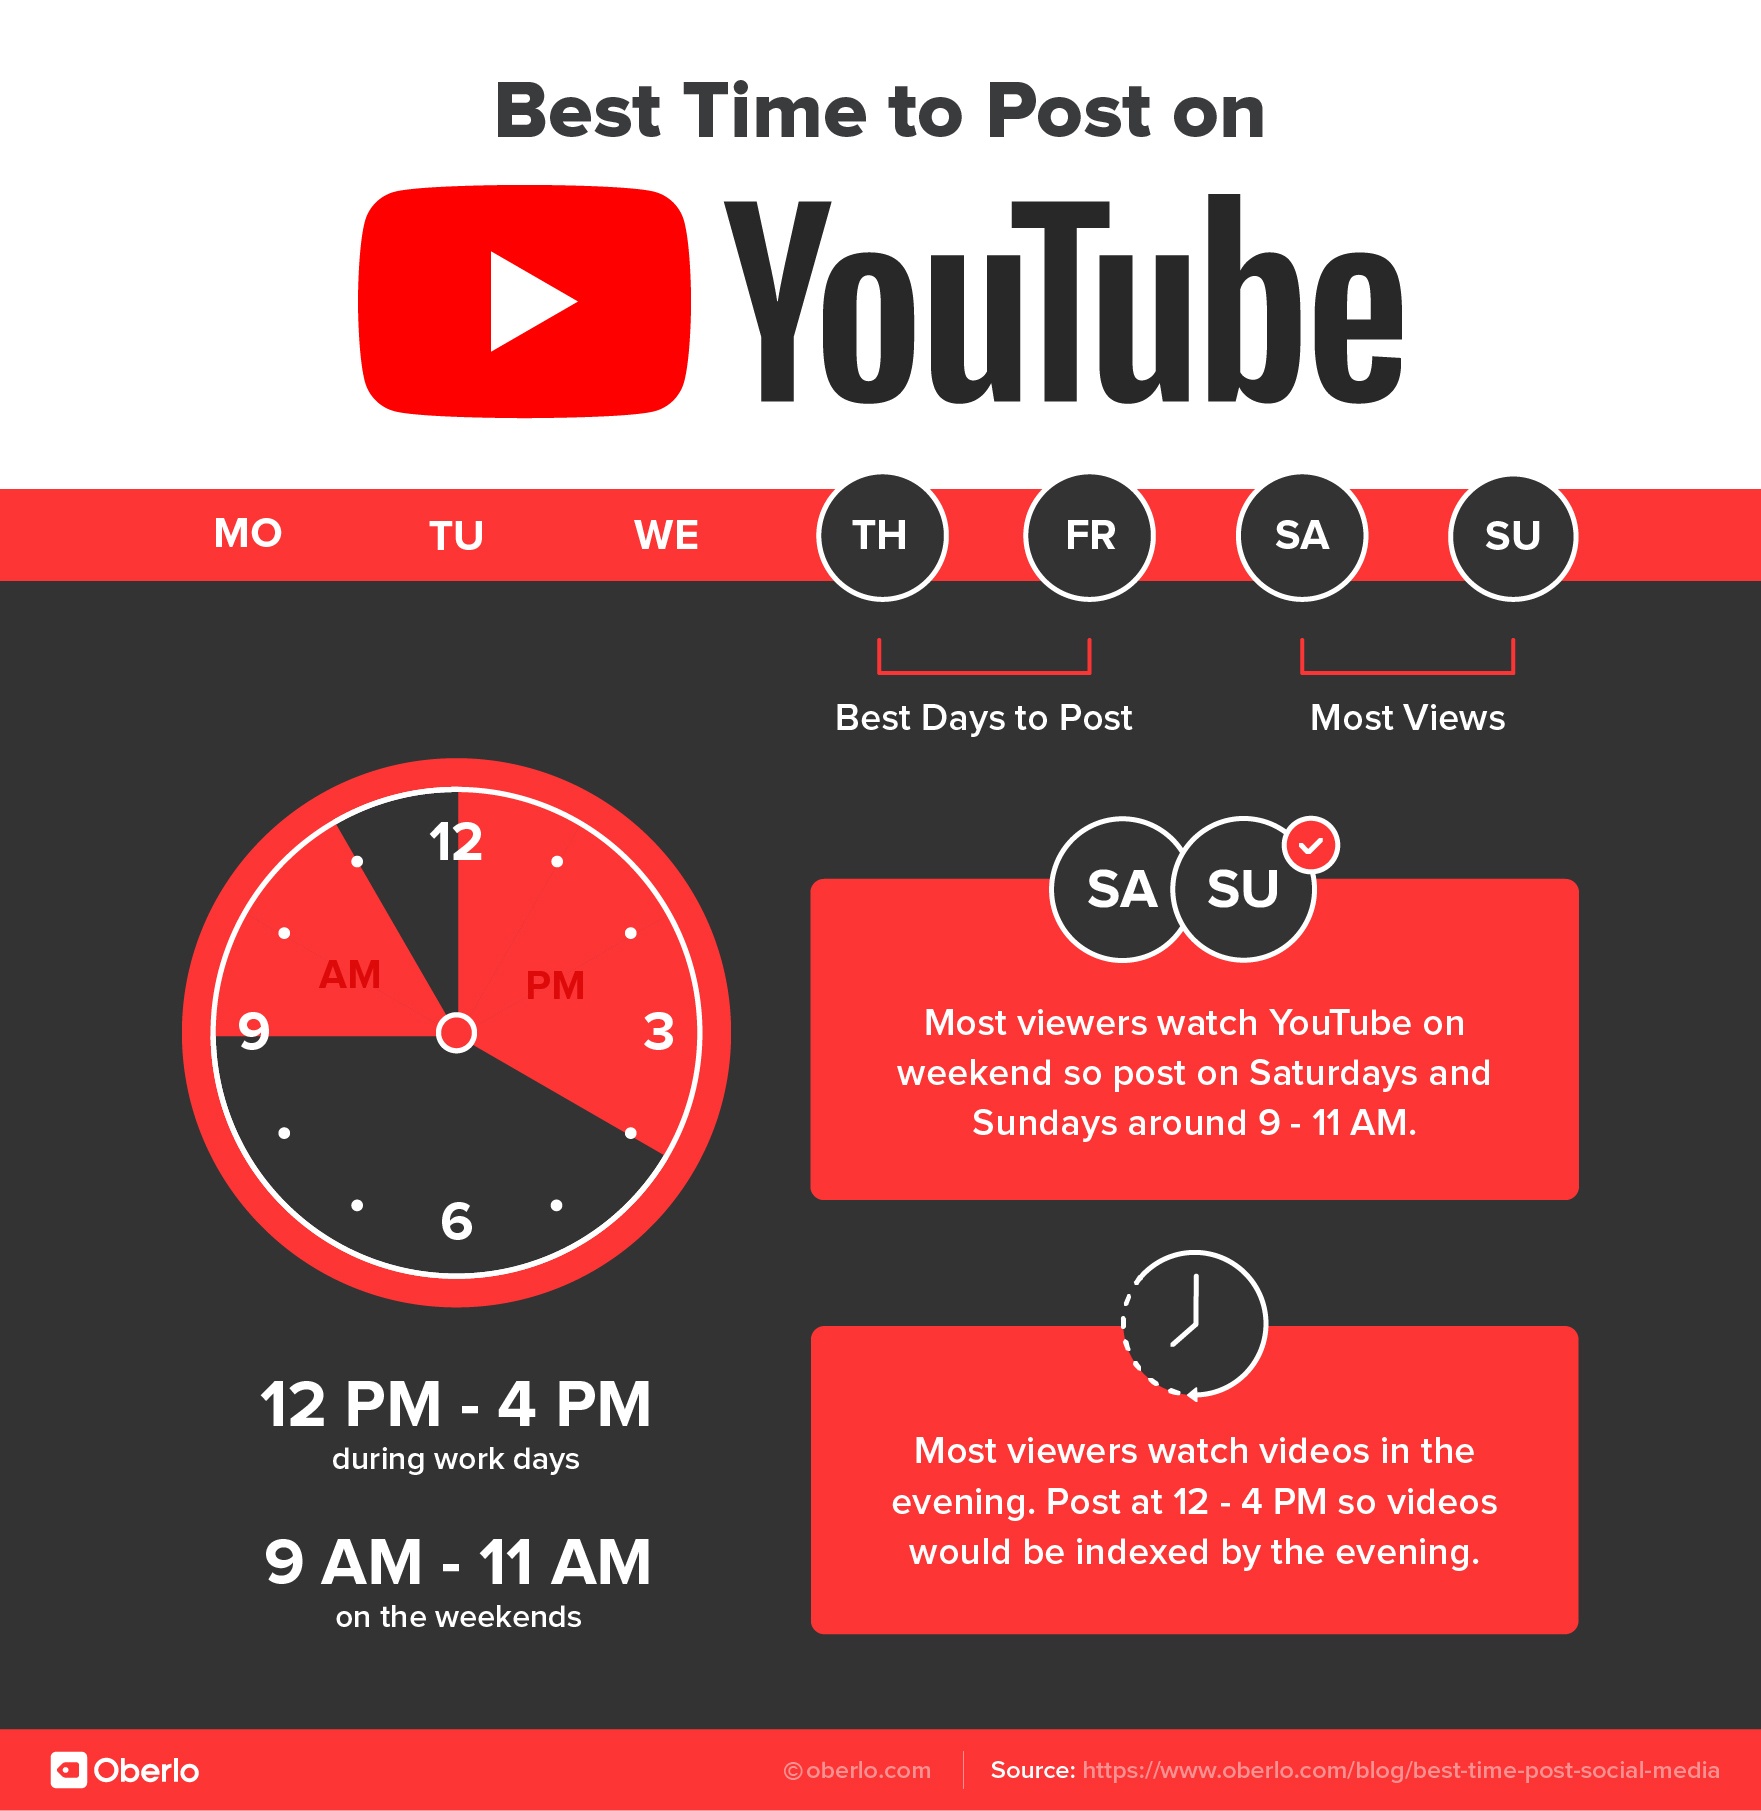 Best Time to Post on
YouTube
MO TU WE TH FR SA SU
Best Days to Post
Most Views
12
3
6
9
AM
PM
12 PM - 4 PM
during work days
9 AM - 11 AM
on the weekends
SA SU
Most viewers watch YouTube on
weekend so post on Saturdays and
Sundays around 9 - 11 AM.
Most viewers watch videos in the
evening. Post at 12 - 4 PM so videos
would be indexed by the evening.
Oberlo
© oberlo.com
Source: https://www.oberlo.com/blog/best-time-post-social-media